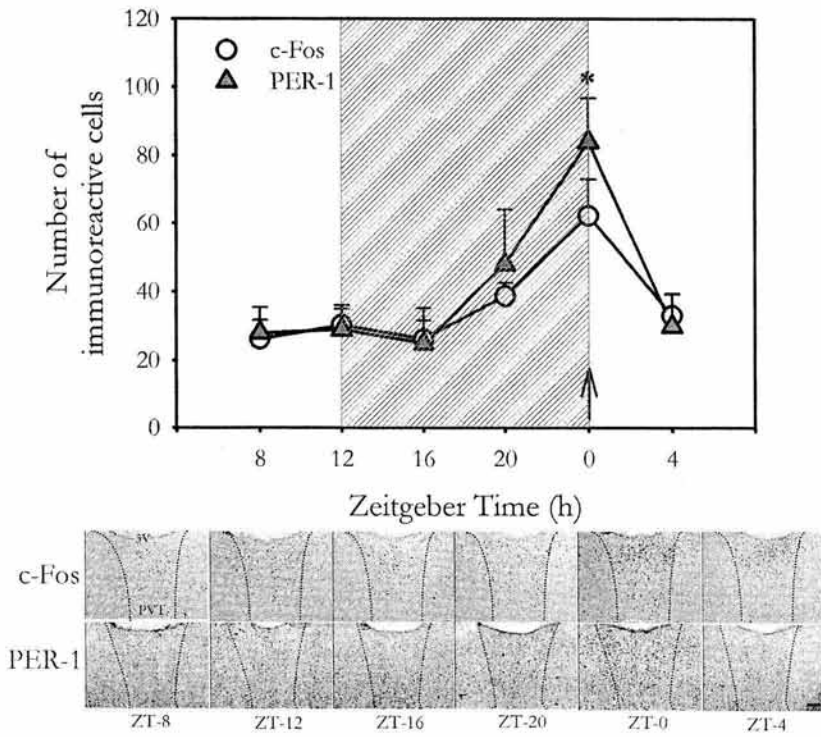 120
100
80
60
40
20
0
Number of
immunoreactive cells
c-Fos
PER-1
*
8 12 16 20 0 4
Zeitgeber Time (h)
c-Fos
3V
PVT
PER-1
ZT-8 ZT-12 ZT-16 ZT-20 ZT-0 ZT-4